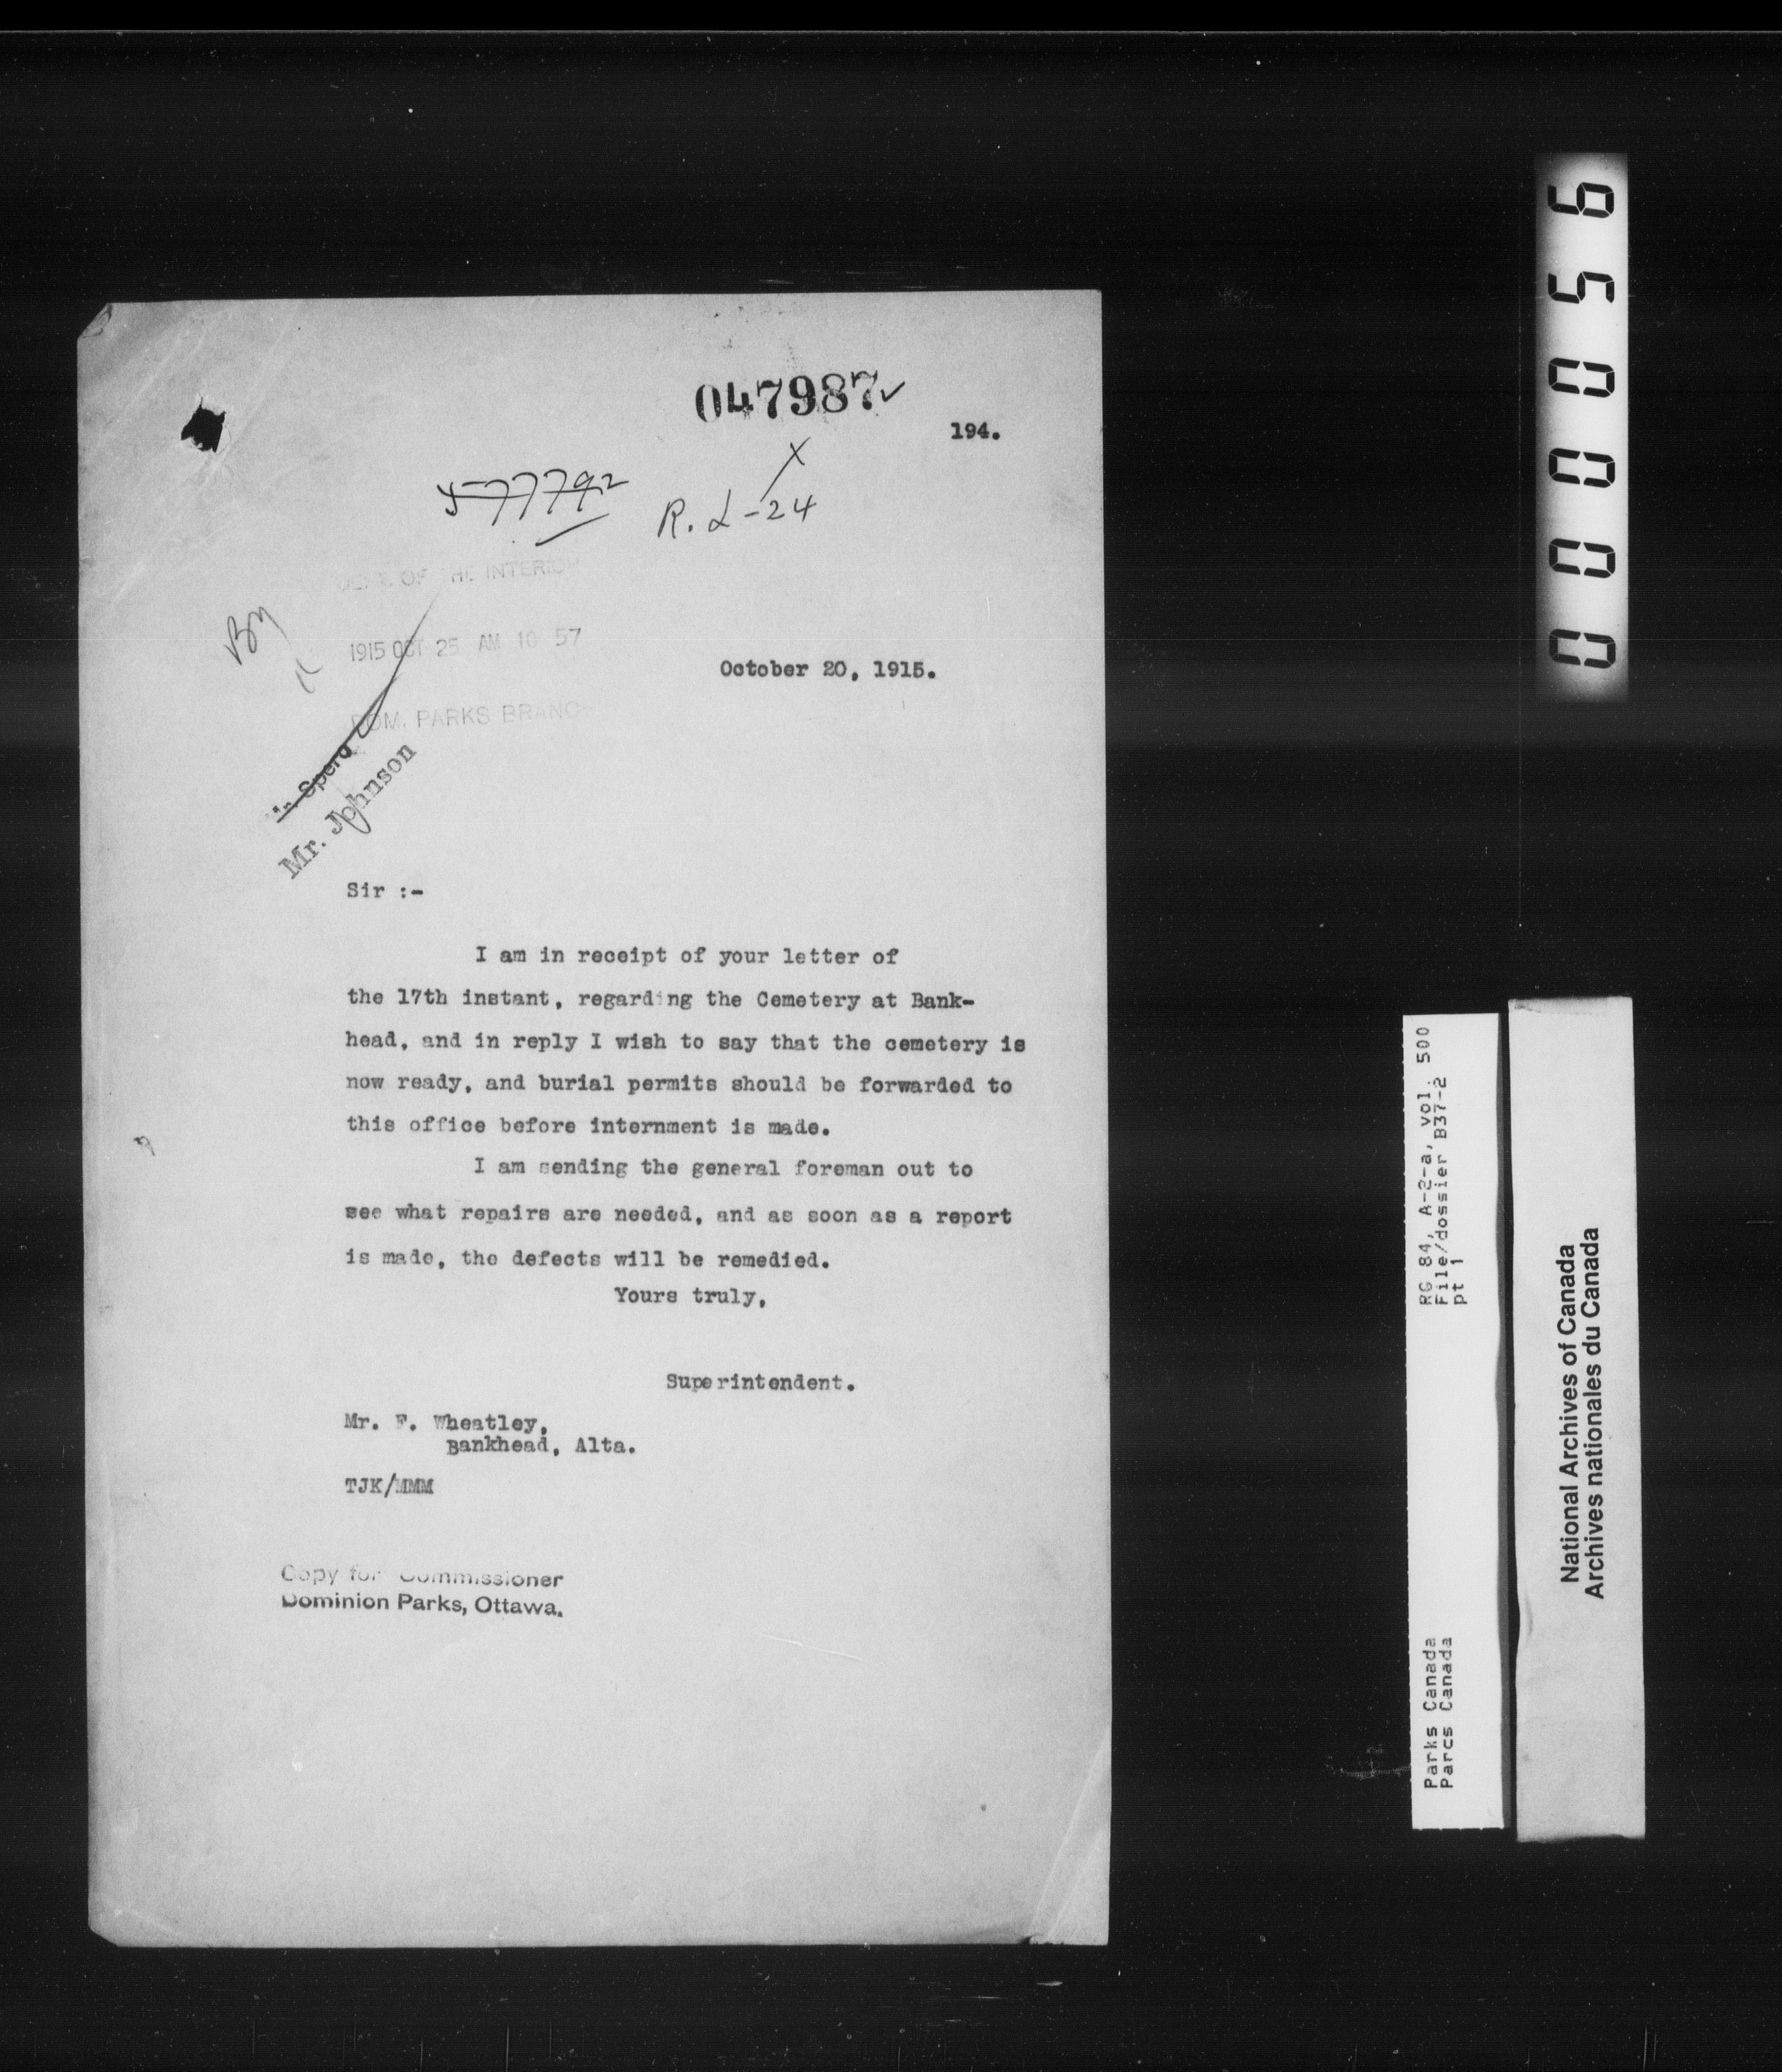 047987✓
194.
57779²
R. L-24
X
DEPT. OF THE INTERIOR
1915 OCT 25 AM 10 57
DOM. PARKS BRANCH
October 20, 1915.
Mr. Spero
Mr. Johnson
Sir :-
I am in receipt of your letter of
the 17th instant, regarding the Cemetery at Bank-
head, and in reply I wish to say that the cemetery is
now ready, and burial permits should be forwarded to
this office before internment is made.
I am sending the general foreman out to
see what repairs are needed, and as soon as a report
is made, the defects will be remedied.
Yours truly,
Superintendent.
Mr. F. Wheatley,
Bankhead, Alta.
TJK/MMM
Copy for Commissioner
Dominion Parks, Ottawa.
000056
RG 84, A-2-a, vol. 500
File/dossier B37-2
pt 1
Parks Canada
Parcs Canada
National Archives of Canada
Archives nationales du Canada